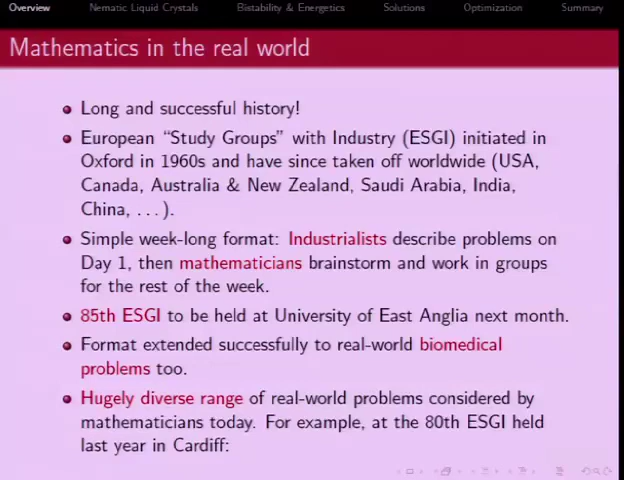 Overview Nematic Liquid Crystals Bistability & Energetics Solutions Optimization Summary
Mathematics in the real world
Long and successful history!
European “Study Groups” with Industry (ESGI) initiated in
Oxford in 1960s and have since taken off worldwide (USA,
Canada, Australia & New Zealand, Saudi Arabia, India,
China, . . . ).
Simple week-long format: Industrialists describe problems on
Day 1, then mathematicians brainstorm and work in groups
for the rest of the week.
85th ESGI to be held at University of East Anglia next month.
Format extended successfully to real-world biomedical
problems too.
Hugely diverse range of real-world problems considered by
mathematicians today. For example, at the 80th ESGI held
last year in Cardiff: